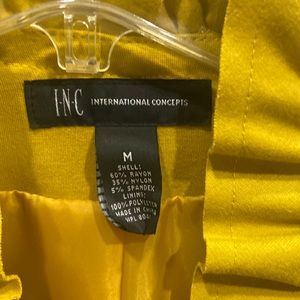 I·N·C INTERNATIONAL CONCEPTS
M
SHELL:
60% RAYON
35% NYLON
5% SPANDEX
LINING:
100% POLYESTER
MADE IN CHINA